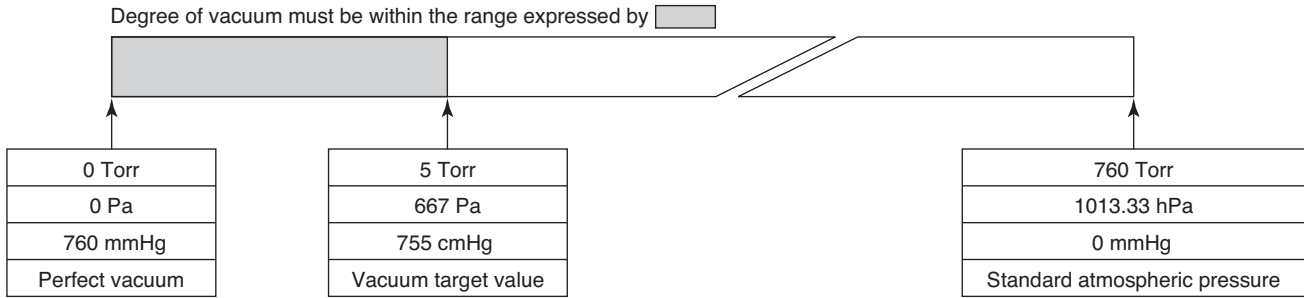 Degree of vacuum must be within the range expressed by
0 Torr
0 Pa
760 mmHg
Perfect vacuum
5 Torr
667 Pa
755 cmHg
Vacuum target value
760 Torr
1013.33 hPa
0 mmHg
Standard atmospheric pressure